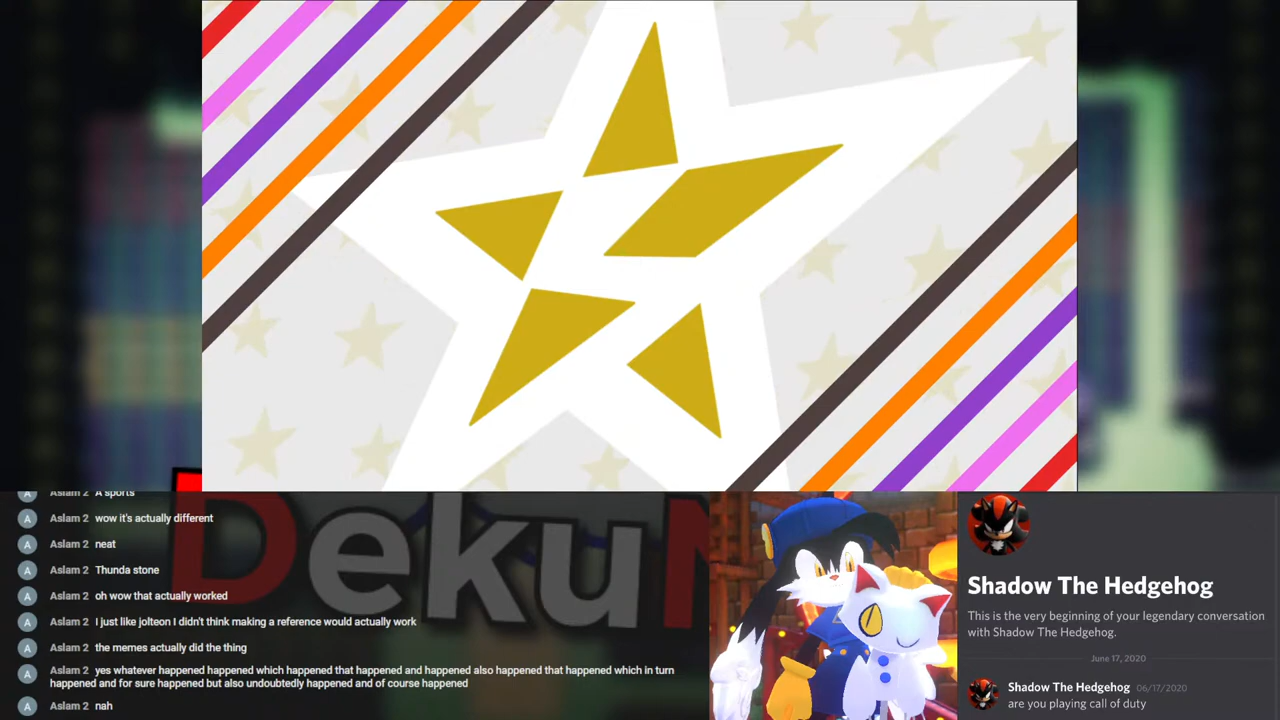 Aslam 2 A sports
Aslam 2 wow it's actually different
Aslam 2 neat
Aslam 2 Thunda stone
Aslam 2 oh wow that actually worked
Aslam 2 I just like jolteon I didn't think making a reference would actually work
Aslam 2 the memes actually did the thing
Aslam 2 yes whatever happened happened which happened that happened and happened also happened that happened which in turn
happened and for sure happened but also undoubtedly happened and of course happened
Aslam 2 nah
DekuN
Shadow The Hedgehog
This is the very beginning of your legendary conversation
with Shadow The Hedgehog.
June 17, 2020
Shadow The Hedgehog 06/17/2020
are you playing call of duty